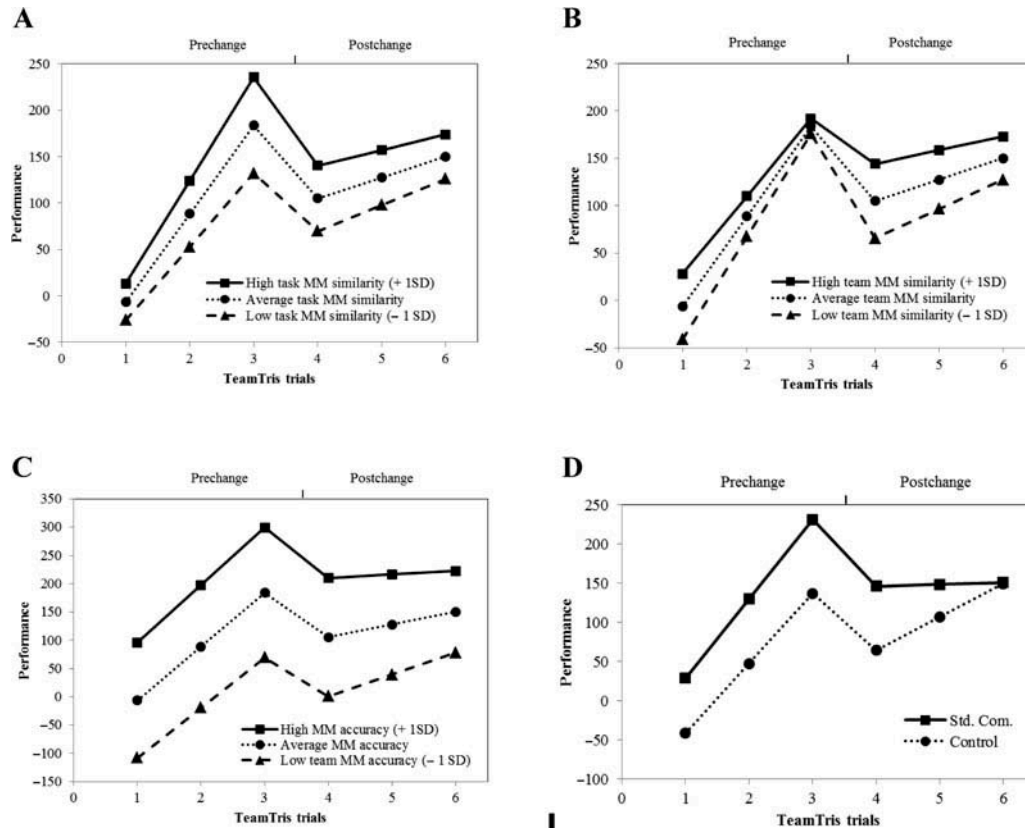 A
Prechange Postchange
250
200
150
100
50
0
−50
Performance
High task MM similarity (+ 1SD)
Average task MM similarity
Low task MM similarity (− 1 SD)
0 1 2 3 4 5 6
TeamTris trials
B
Prechange Postchange
250
200
150
100
50
0
−50
Performance
High team MM similarity (+ 1SD)
Average team MM similarity
Low team MM similarity (− 1 SD)
0 1 2 3 4 5 6
TeamTris trials
C
Prechange Postchange
350
300
250
200
150
100
50
0
−50
−100
−150
Performance
High MM accuracy (+ 1SD)
Average MM accuracy
Low team MM accuracy (− 1 SD)
0 1 2 3 4 5 6
TeamTris trials
D
Prechange Postchange
250
200
150
100
50
0
−50
−100
Performance
Std. Com.
Control
0 1 2 3 4 5 6
TeamTris trials